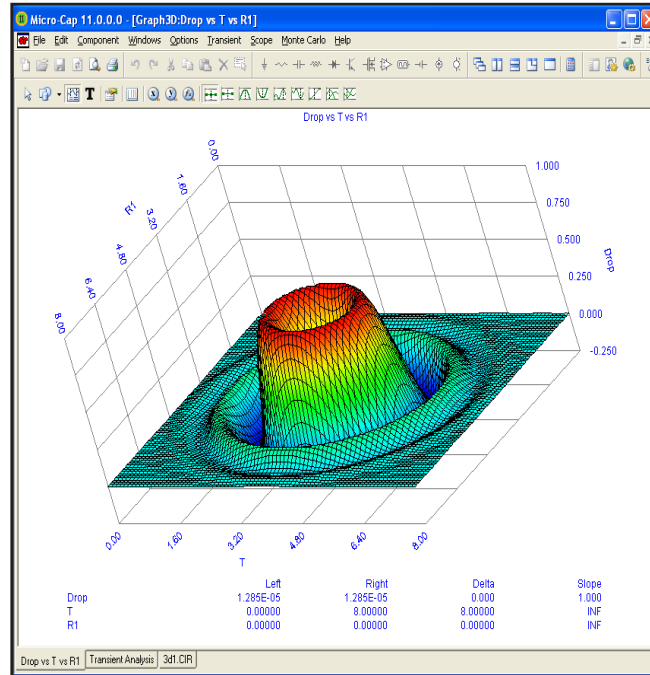 Micro-Cap 11.0.0.0 - [Graph3D:Drop vs T vs R1]
File Edit Component Windows Options Transient Scope Monte Carlo Help
T
Drop vs T vs R1
0.00
1.60
3.20
4.80
6.40
8.00
R1
1.000
0.750
0.500
0.250
0.000
-0.250
Drop
0.00 1.60 3.20 4.80 6.40 8.00
T
Left Right Delta Slope
Drop 1.285E-05 1.285E-05 0.000 1.000
T 0.00000 8.00000 8.00000 INF
R1 0.00000 0.00000 0.00000 INF
Drop vs T vs R1 Transient Analysis 3d1.CIR